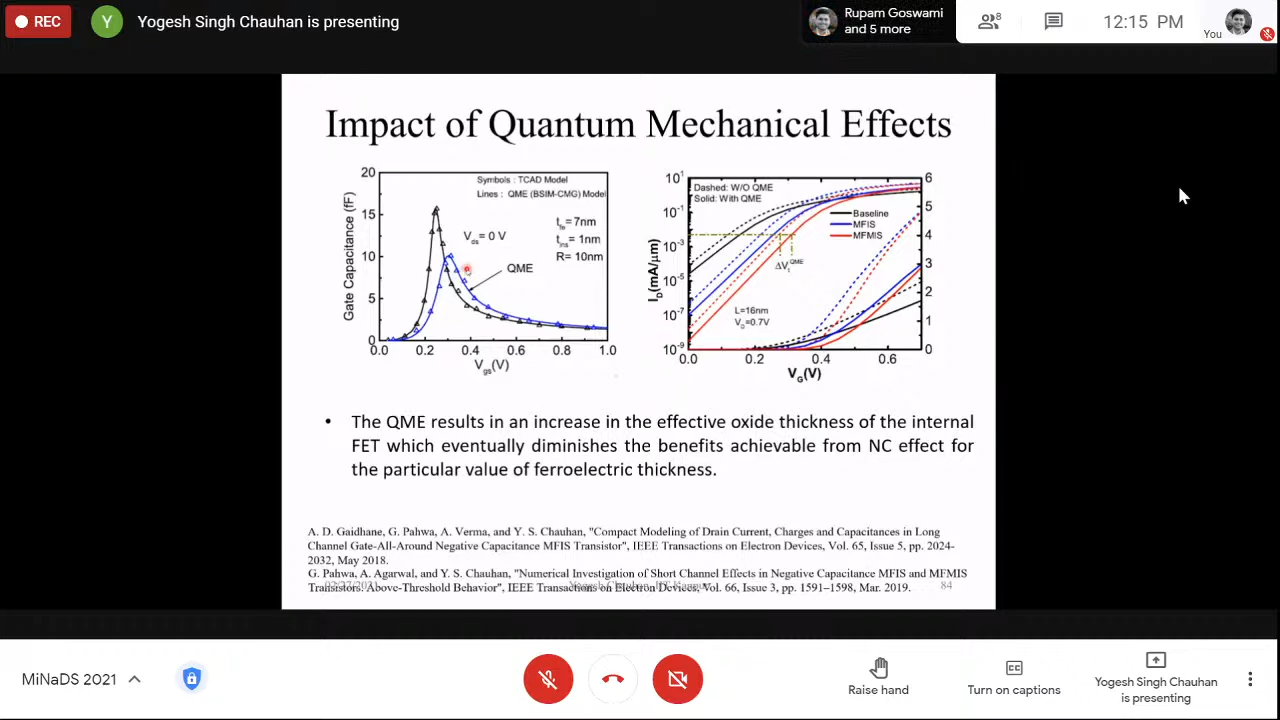 REC
Y
Yogesh Singh Chauhan is presenting
Rupam Goswami
and 5 more
8
12:15 PM
You
Impact of Quantum Mechanical Effects
20
15
10
5
0
Gate Capacitance (fF)
Symbols : TCAD Model
Lines : QME (BSIM-CMG) Model
Vds= 0 V
tfe= 7nm
tins= 1nm
R= 10nm
QME
0.0 0.2 0.4 0.6 0.8 1.0
Vgs(V)
10^1
10^-1
10^-3
10^-5
10^-7
10^-9
ID(mA/μm)
Dashed: W/O QME
Solid: With QME
Baseline
MFIS
MFMIS
ΔVt^QME
L=16nm
VD=0.7V
6
5
4
3
2
1
0
0.0 0.2 0.4 0.6
VG(V)
• The QME results in an increase in the effective oxide thickness of the internal
FET which eventually diminishes the benefits achievable from NC effect for
the particular value of ferroelectric thickness.
A. D. Gaidhane, G. Pahwa, A. Verma, and Y. S. Chauhan, "Compact Modeling of Drain Current, Charges and Capacitances in Long
Channel Gate-All-Around Negative Capacitance MFIS Transistor", IEEE Transactions on Electron Devices, Vol. 65, Issue 5, pp. 2024-
2032, May 2018.
G. Pahwa, A. Agarwal, and Y. S. Chauhan, "Numerical Investigation of Short Channel Effects in Negative Capacitance MFIS and MFMIS
Transistors: Above-Threshold Behavior", IEEE Transactions on Electron Devices, Vol. 66, Issue 3, pp. 1591–1598, Mar. 2019.
84
MiNaDS 2021
Raise hand
CC
Turn on captions
Yogesh Singh Chauhan
is presenting